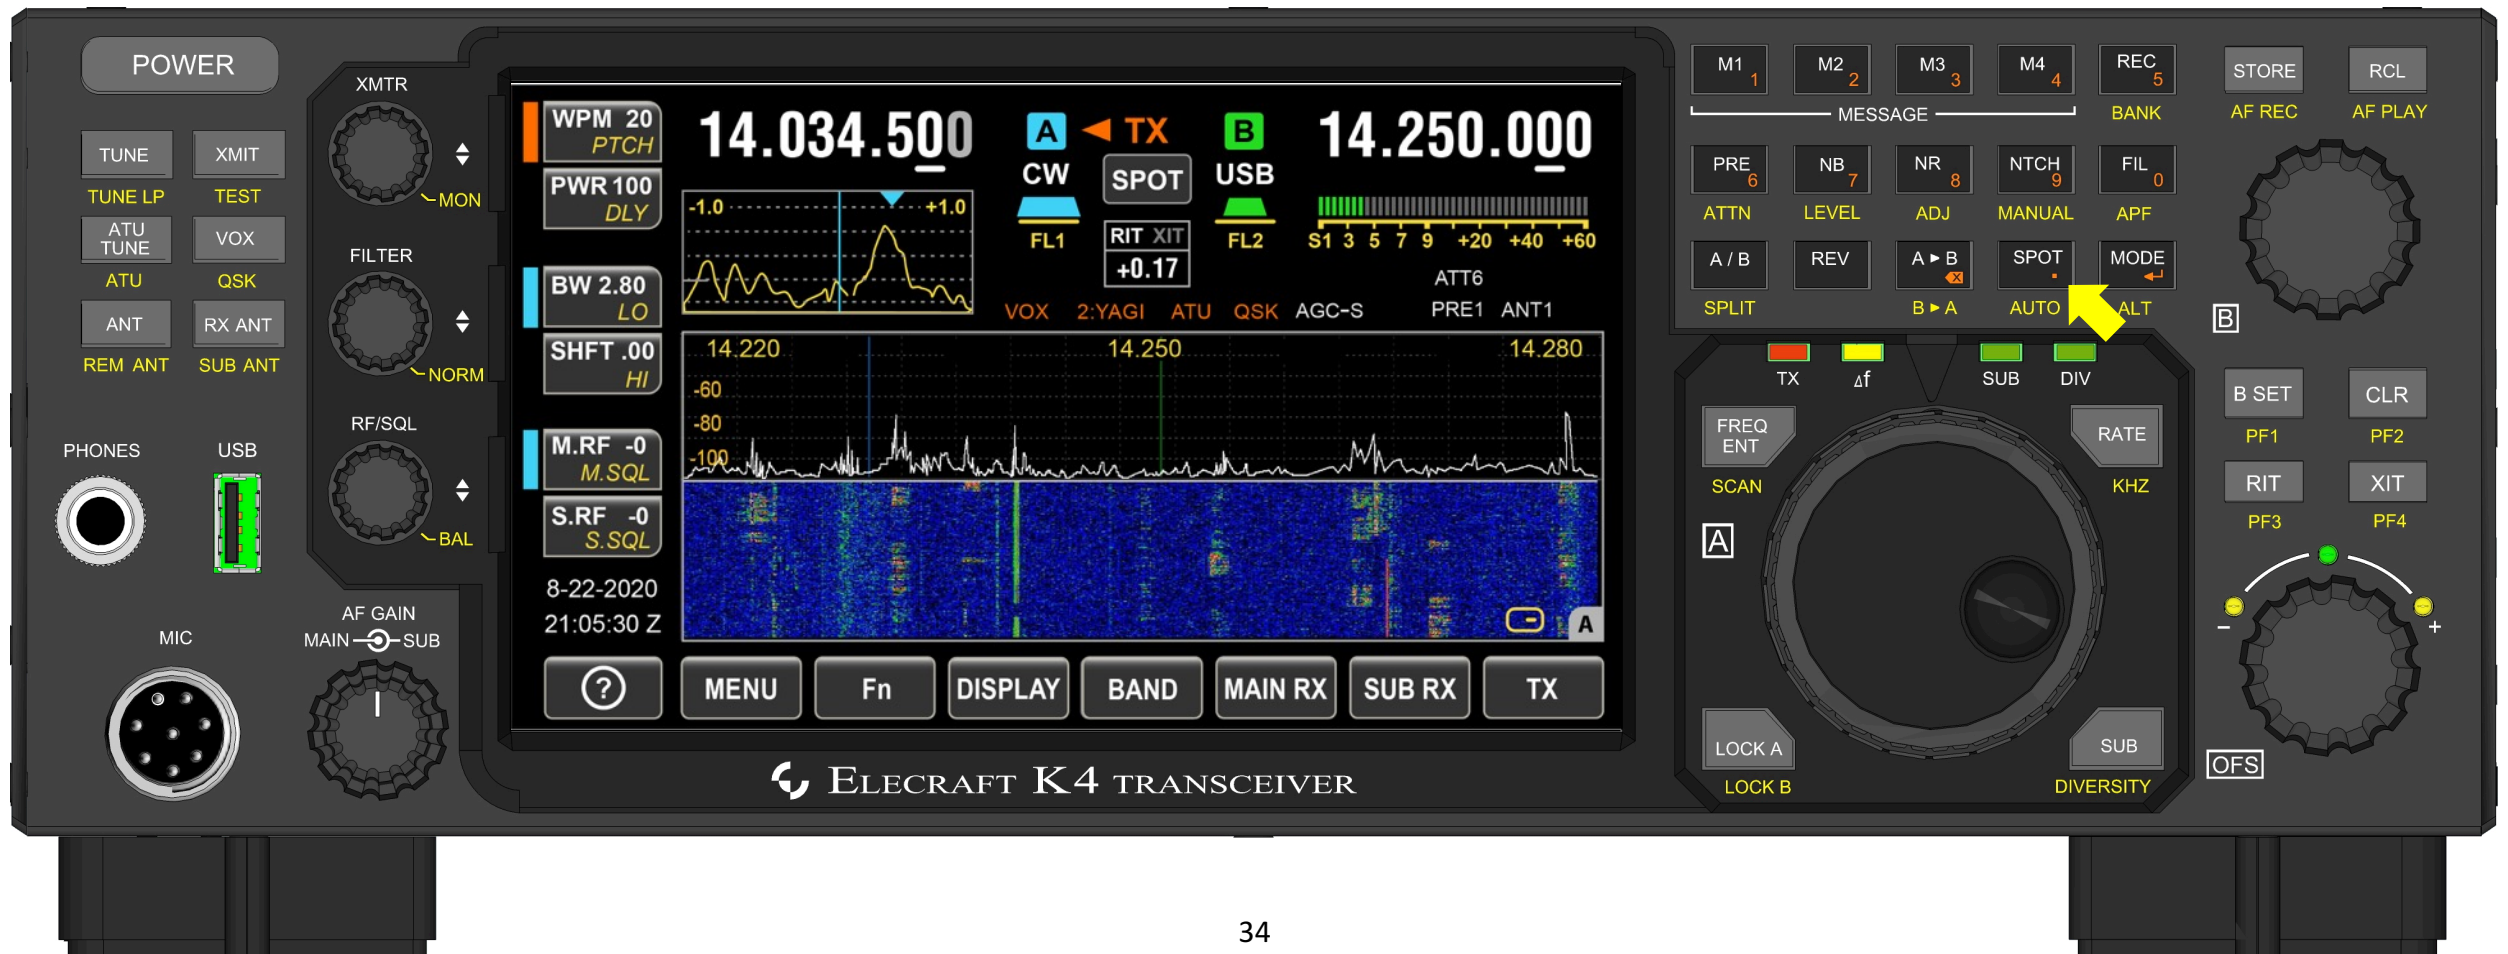 POWER
TUNE
XMIT
TUNE LP
TEST
ATU
TUNE
VOX
ATU
QSK
ANT
RX ANT
REM ANT
SUB ANT
PHONES
USB
MIC
XMTR
MON
FILTER
NORM
RF/SQL
BAL
AF GAIN
MAIN
SUB
WPM 20
PTCH
PWR 100
DLY
BW 2.80
LO
SHFT .00
HI
M.RF -0
M.SQL
S.RF -0
S.SQL
8-22-2020
21:05:30 Z
14.034.500
A
TX
B
14.250.000
CW
SPOT
USB
-1.0
+1.0
FL1
RIT XIT
+0.17
FL2
S1 3 5 7 9 +20 +40 +60
ATT6
VOX 2:YAGI ATU QSK AGC-S PRE1 ANT1
14.220
14.250
14.280
-60
-80
-100
A
?
MENU
Fn
DISPLAY
BAND
MAIN RX
SUB RX
TX
ELECRAFT K4 TRANSCEIVER
M1 1
M2 2
M3 3
M4 4
REC 5
MESSAGE
BANK
STORE
RCL
AF REC
AF PLAY
PRE 6
NB 7
NR 8
NTCH 9
FIL 0
ATTN
LEVEL
ADJ
MANUAL
APF
A / B
REV
A ▸ B
SPOT .
MODE
SPLIT
B ▸ A
AUTO
ALT
B
TX
Δf
SUB
DIV
FREQ
ENT
RATE
SCAN
KHZ
A
LOCK A
SUB
LOCK B
DIVERSITY
B SET
CLR
PF1
PF2
RIT
XIT
PF3
PF4
−
+
OFS
34